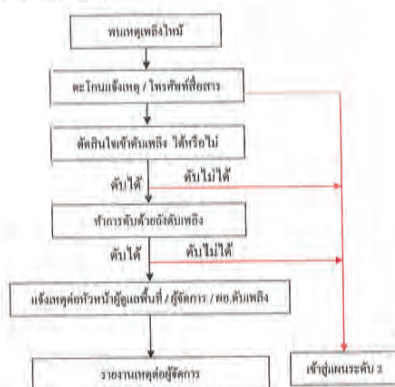 พบเหตุเพลิงไหม้
ตะโกนแจ้งเหตุ / โทรศัพท์สื่อสาร
ตัดสินใจเข้าดับเพลิง ได้หรือไม่
ดับได้
ดับไม่ได้
ทำการดับด้วยถังดับเพลิง
ดับได้
ดับไม่ได้
แจ้งเหตุต่อหัวหน้าผู้ดูแลพื้นที่ / ผู้จัดการ / ผอ.ดับเพลิง
รายงานเหตุต่อผู้จัดการ
เข้าสู่แผนระดับ 2